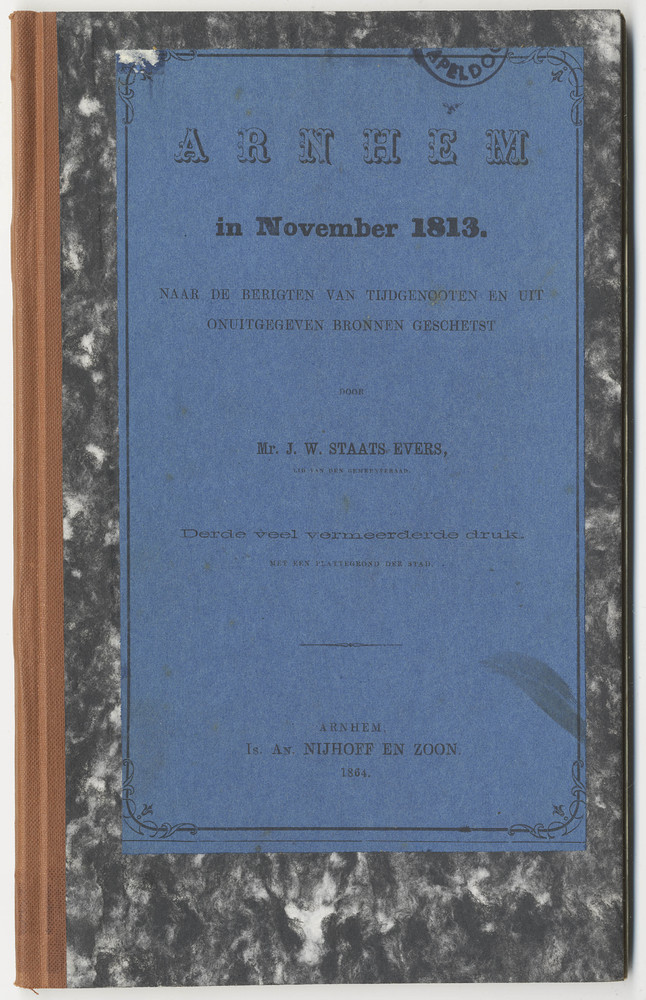 APELDOO
ARNHEM
in November 1813.
NAAR DE BERIGTEN VAN TIJDGENOOTEN EN UIT
ONUITGEGEVEN BRONNEN GESCHETST
DOOR
Mr. J. W. STAATS EVERS,
LID VAN DEN GEMEENTERAAD.
Derde veel vermeerderde druk.
MET EEN PLATTEGROND DER STAD.
ARNHEM,
Is. An. NIJHOFF EN ZOON.
1864.